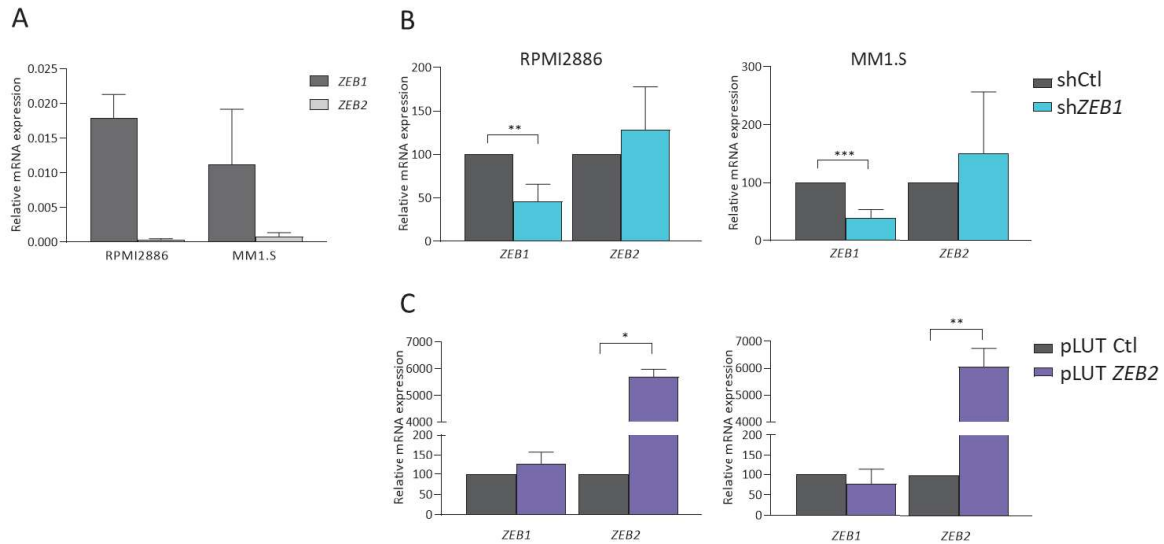 A
Relative mRNA expression
0.025
0.020
0.015
0.010
0.005
0.000
ZEB1
ZEB2
RPMI2886
MM1.S
B
RPMI2886
Relative mRNA expression
200
150
100
50
0
**
ZEB1
ZEB2
MM1.S
Relative mRNA expression
300
200
100
0
***
ZEB1
ZEB2
shCtl
shZEB1
C
Relative mRNA expression
7000
6000
5000
4000
200
150
100
50
0
*
ZEB1
ZEB2
Relative mRNA expression
7000
6000
5000
4000
200
150
100
50
0
**
ZEB1
ZEB2
pLUT Ctl
pLUT ZEB2